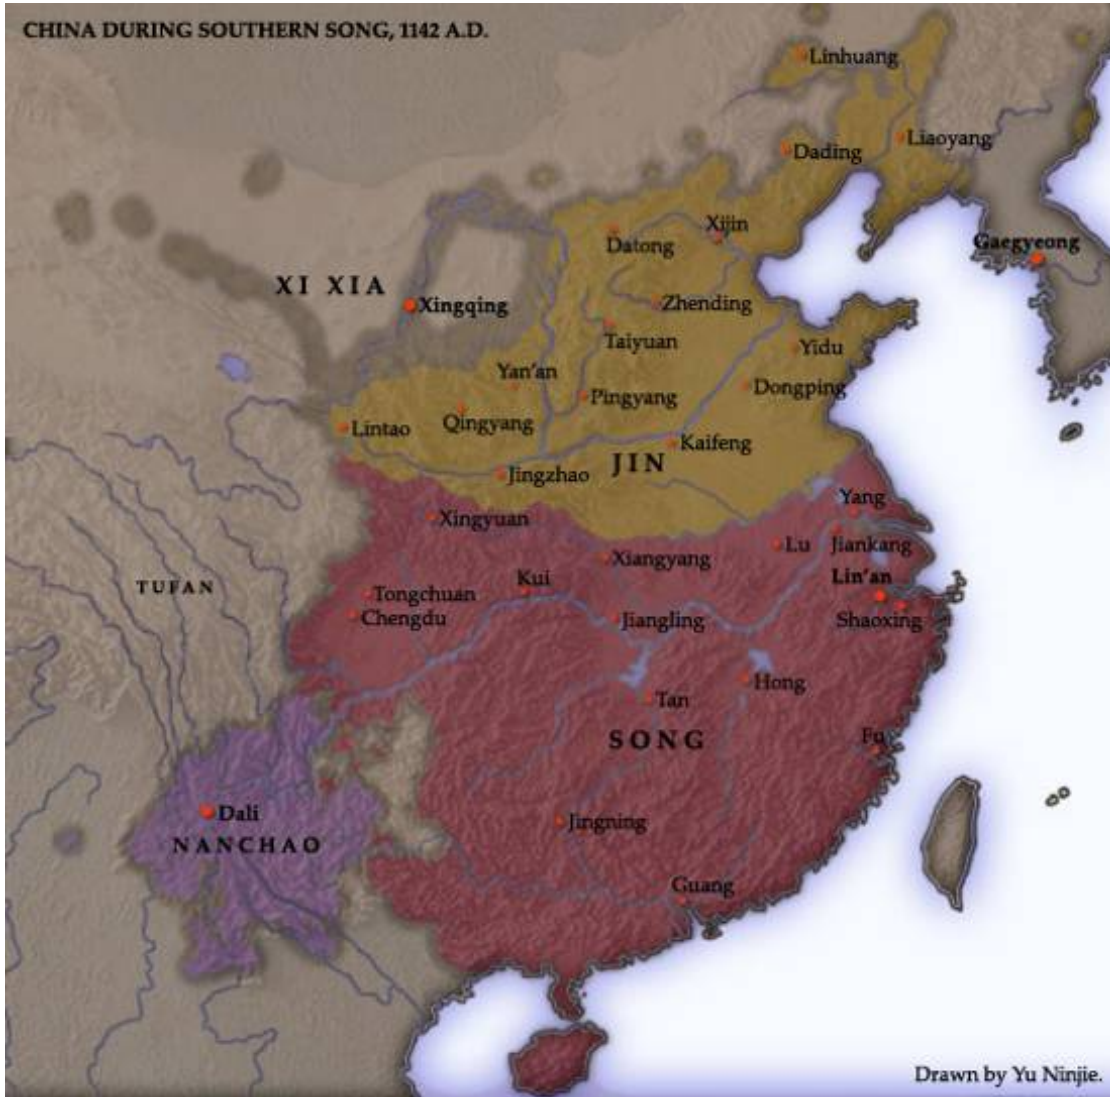 CHINA DURING SOUTHERN SONG, 1142 A.D.
Linhuang
Liaoyang
Dading
Xijin
Datong
Gaegyeong
XI XIA
Xingqing
Zhending
Taiyuan
Yidu
Yan'an
Dongping
Pingyang
Qingyang
Lintao
Kaifeng
JIN
Jingzhao
Yang
Xingyuan
Lu
Jiankang
Xiangyang
Kui
Lin'an
TUFAN
Tongchuan
Chengdu
Jiangling
Shaoxing
Hong
Tan
SONG
Fu
Dali
Jingning
NANCHAO
Guang
Drawn by Yu Ninjie.